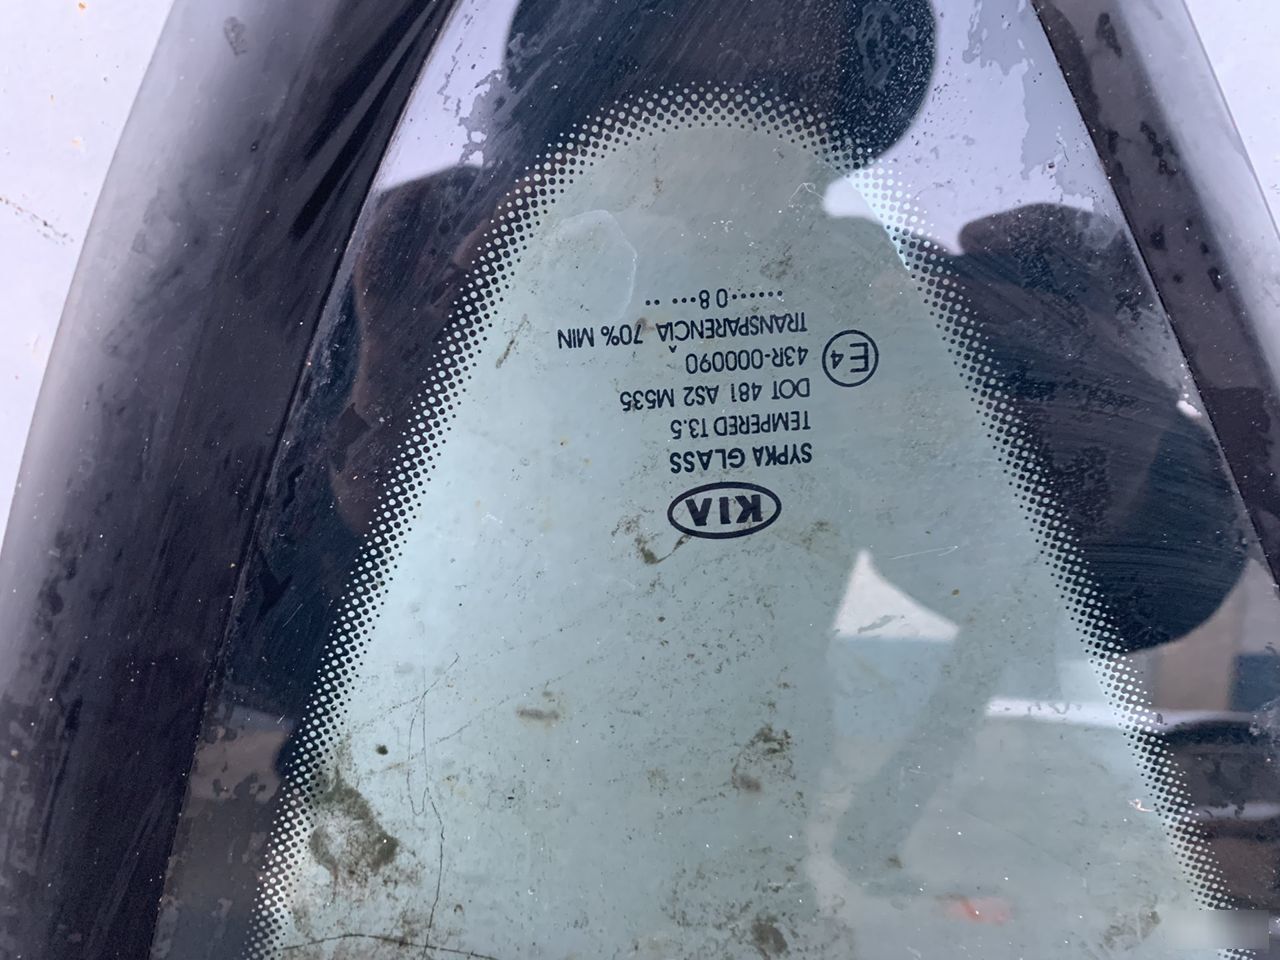 KIA
SYPKA GLASS
TEMPERED T3.5
DOT 481 AS2 M535
E4 43R-000090
TRANSPARENCIA 70% MIN
······08···· ··